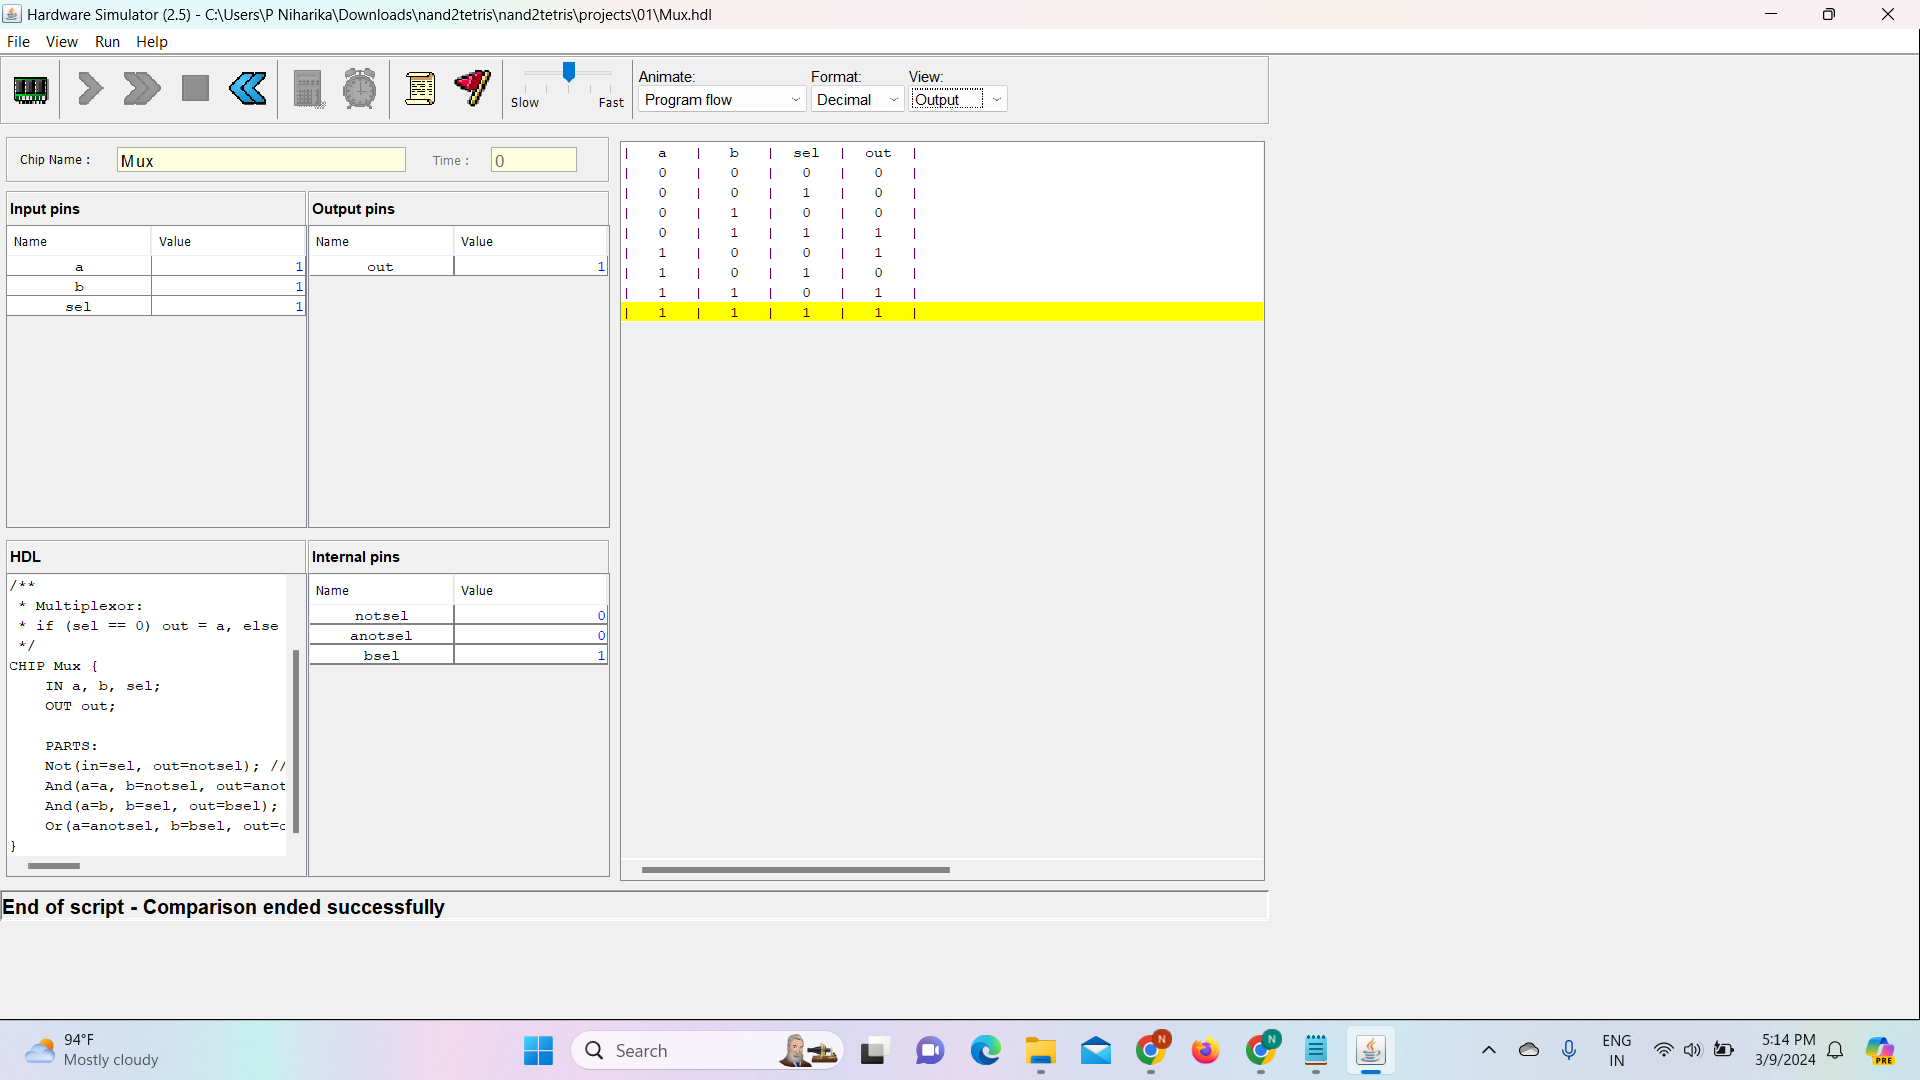 Hardware Simulator (2.5) - C:\Users\P Niharika\Downloads\nand2tetris\nand2tetris\projects\01\Mux.hdl
File View Run Help
Slow Fast
Animate: Format: View:
Program flow Decimal Output
Chip Name : Mux Time : 0
Input pins
Name Value
a 1
b 1
sel 1
Output pins
Name Value
out 1
| a | b | sel | out |
| 0 | 0 | 0 | 0 |
| 0 | 0 | 1 | 0 |
| 0 | 1 | 0 | 0 |
| 0 | 1 | 1 | 1 |
| 1 | 0 | 0 | 1 |
| 1 | 0 | 1 | 0 |
| 1 | 1 | 0 | 1 |
| 1 | 1 | 1 | 1 |
HDL
/**
* Multiplexor:
* if (sel == 0) out = a, else
*/
CHIP Mux {
IN a, b, sel;
OUT out;
PARTS:
Not(in=sel, out=notsel); //
And(a=a, b=notsel, out=anot
And(a=b, b=sel, out=bsel);
Or(a=anotsel, b=bsel, out=o
}
Internal pins
Name Value
notsel 0
anotsel 0
bsel 1
End of script - Comparison ended successfully
94°F
Mostly cloudy
Search
N
N
ENG
IN
5:14 PM
3/9/2024
PRE